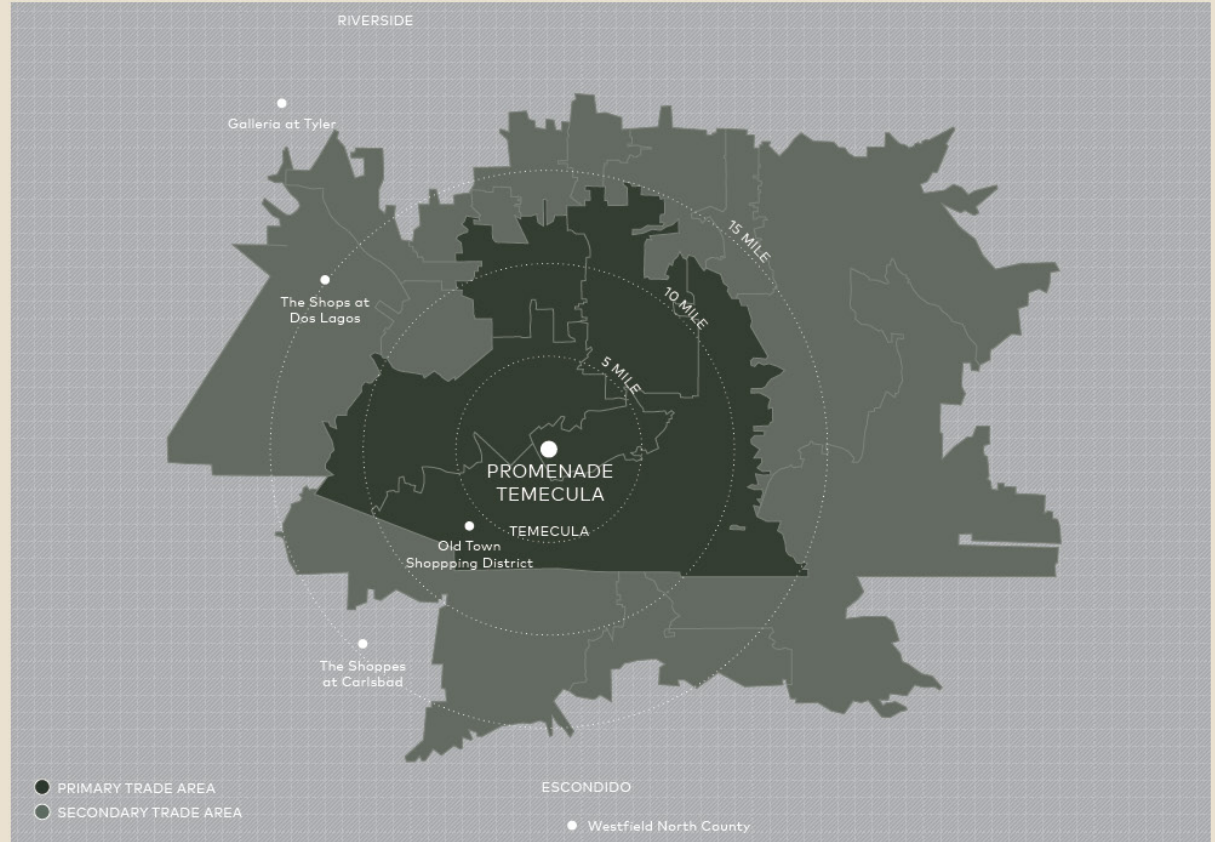 RIVERSIDE
Galleria at Tyler
15 MILE
The Shops at
Dos Lagos
10 MILE
5 MILE
PROMENADE
TEMECULA
TEMECULA
Old Town
Shoppping District
The Shoppes
at Carlsbad
PRIMARY TRADE AREA
SECONDARY TRADE AREA
ESCONDIDO
Westfield North County